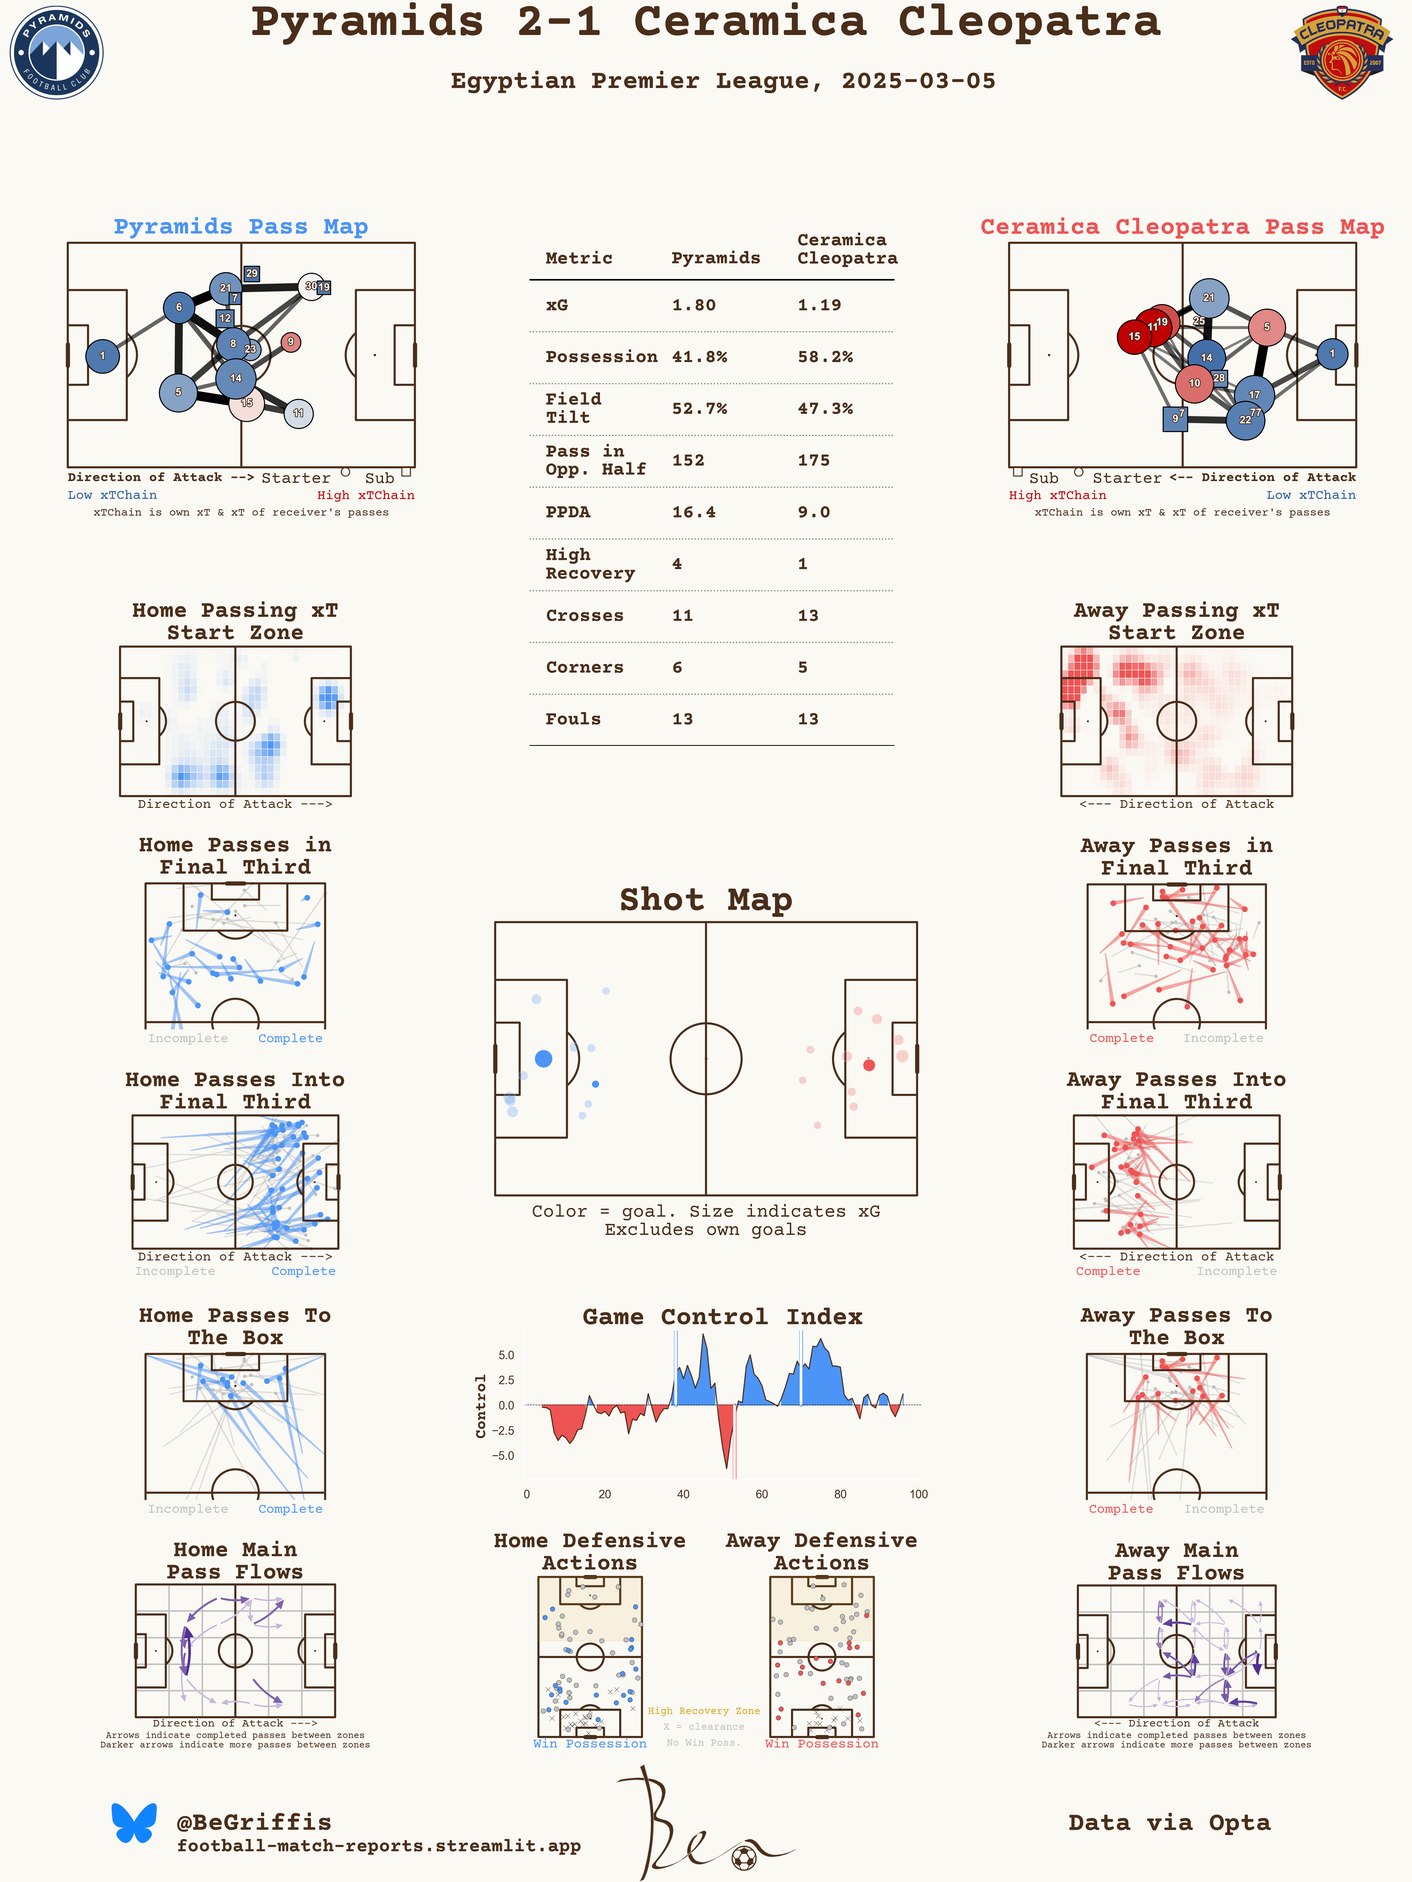 Pyramids 2-1 Ceramica Cleopatra
Egyptian Premier League, 2025-03-05
PYRAMIDS
FOOTBALL CLUB
CLEOPATRA
ESTD 2007
F.C.
Pyramids Pass Map
1
6
5
21
29
7
12
8
23
14
15
30
19
9
11
Direction of Attack --> Starter Sub
Low xTChain High xTChain
xTChain is own xT & xT of receiver's passes
Metric Pyramids Ceramica Cleopatra
xG 1.80 1.19
Possession 41.8% 58.2%
Field Tilt 52.7% 47.3%
Pass in Opp. Half 152 175
PPDA 16.4 9.0
High Recovery 4 1
Crosses 11 13
Corners 6 5
Fouls 13 13
Ceramica Cleopatra Pass Map
21
19
11
15
25
5
14
1
10
28
17
9
7
22
77
Sub Starter <-- Direction of Attack
High xTChain Low xTChain
xTChain is own xT & xT of receiver's passes
Home Passing xT
Start Zone
Direction of Attack --->
Away Passing xT
Start Zone
<--- Direction of Attack
Home Passes in
Final Third
Incomplete Complete
Away Passes in
Final Third
Complete Incomplete
Shot Map
Color = goal. Size indicates xG
Excludes own goals
Home Passes Into
Final Third
Direction of Attack --->
Incomplete Complete
Away Passes Into
Final Third
<--- Direction of Attack
Complete Incomplete
Home Passes To
The Box
Incomplete Complete
Game Control Index
Control
5.0
2.5
0.0
−2.5
−5.0
0 20 40 60 80 100
Away Passes To
The Box
Complete Incomplete
Home Main
Pass Flows
Direction of Attack --->
Arrows indicate completed passes between zones
Darker arrows indicate more passes between zones
Home Defensive
Actions
Win Possession
High Recovery Zone
X = clearance
No Win Poss.
Away Defensive
Actions
Win Possession
Away Main
Pass Flows
<--- Direction of Attack
Arrows indicate completed passes between zones
Darker arrows indicate more passes between zones
@BeGriffis
football-match-reports.streamlit.app
Ben
Data via Opta